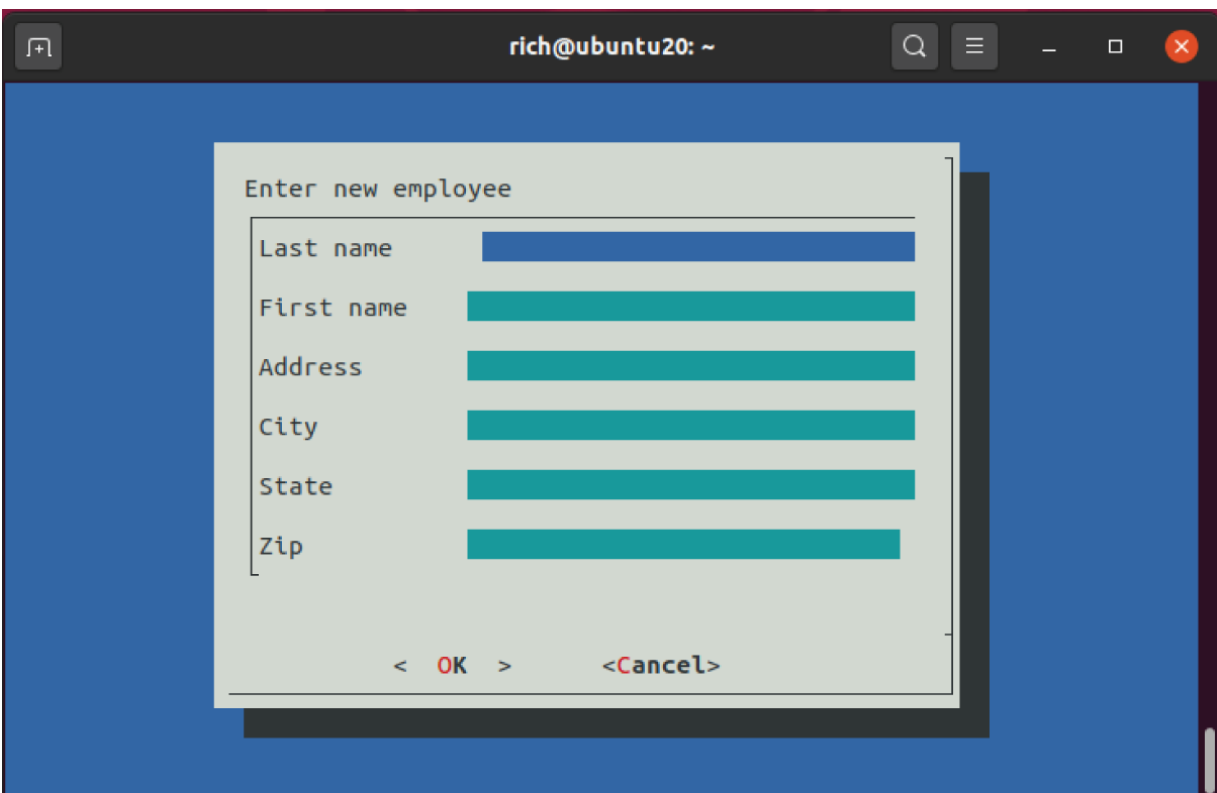 rich@ubuntu20: ~
Enter new employee
Last name
First name
Address
City
State
Zip
< OK > <Cancel>